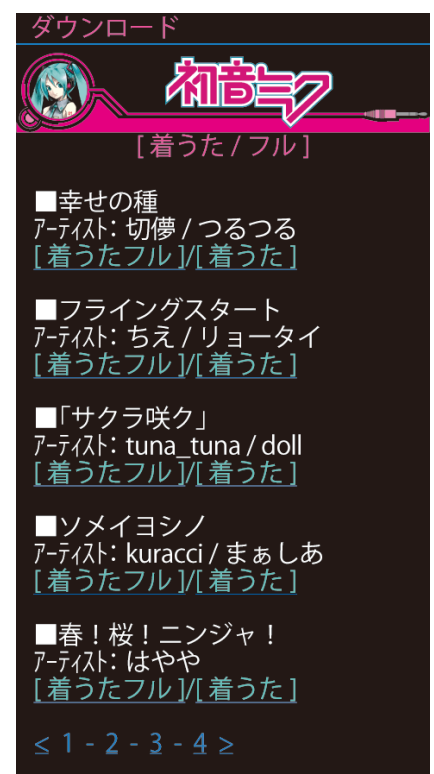 ダウンロード
初音ミク
[ 着うた / フル ]
■幸せの種
ｱｰﾃｨｽﾄ: 切儚 / つるつる
[ 着うたフル ]/[ 着うた ]
■フライングスタート
ｱｰﾃｨｽﾄ: ちえ / リョータイ
[ 着うたフル ]/[ 着うた ]
■「サクラ咲ク」
ｱｰﾃｨｽﾄ: tuna_tuna / doll
[ 着うたフル ]/[ 着うた ]
■ソメイヨシノ
ｱｰﾃｨｽﾄ: kuracci / まぁしあ
[ 着うたフル ]/[ 着うた ]
■春！桜！ニンジャ！
ｱｰﾃｨｽﾄ: はやや
[ 着うたフル ]/[ 着うた ]
≤ 1 - 2 - 3 - 4 ≥